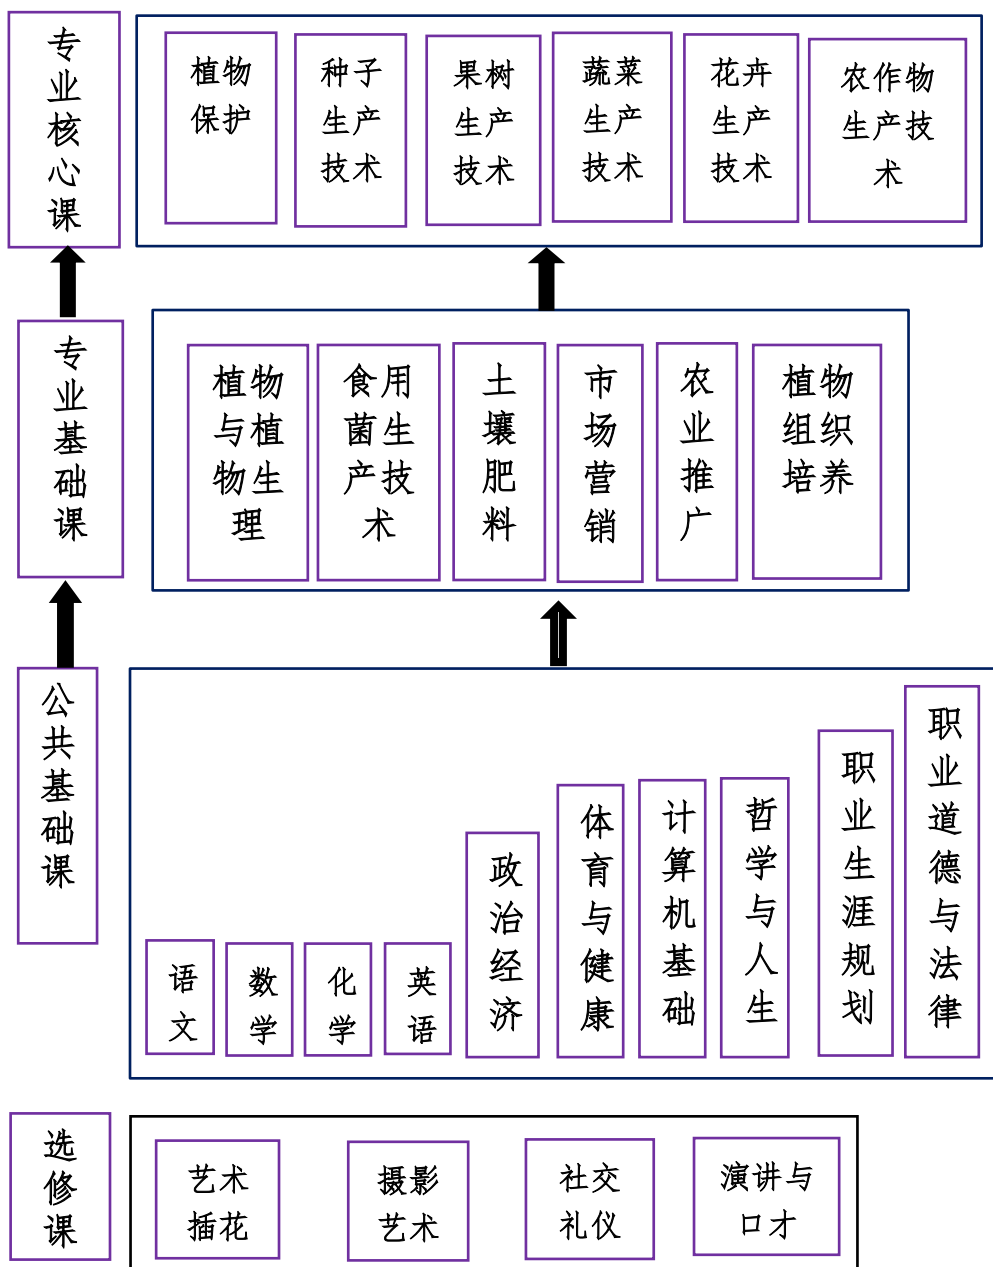 专业核心课
植物
保护
种子
生产
技术
果树
生产
技术
蔬菜
生产
技术
花卉
生产
技术
农作物
生产技
术
专业基础课
植物
与植
物生
理
食用
菌生
产技
术
土壤肥料
市场营销
农业推广
植物
组织
培养
公共基础课
语文
数学
化学
英语
政治经济
体育与健康
计算机基础
哲学与人生
职业生涯规划
职业道德与法律
选修课
艺术
插花
摄影
艺术
社交
礼仪
演讲与
口才